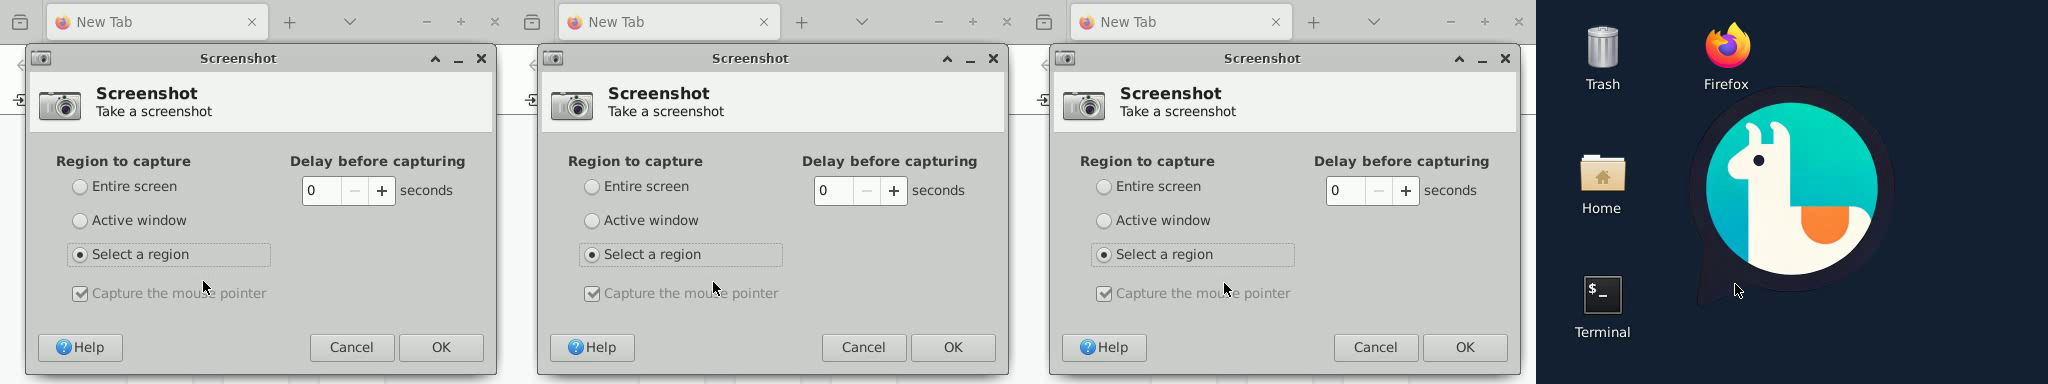 New Tab
Screenshot
Screenshot
Take a screenshot
Region to capture
Delay before capturing
Entire screen
0
seconds
Active window
Select a region
Capture the mouse pointer
Help
Cancel
OK
New Tab
Screenshot
Screenshot
Take a screenshot
Region to capture
Delay before capturing
Entire screen
0
seconds
Active window
Select a region
Capture the mouse pointer
Help
Cancel
OK
New Tab
Screenshot
Screenshot
Take a screenshot
Region to capture
Delay before capturing
Entire screen
0
seconds
Active window
Select a region
Capture the mouse pointer
Help
Cancel
OK
Trash
Firefox
Home
$_
Terminal